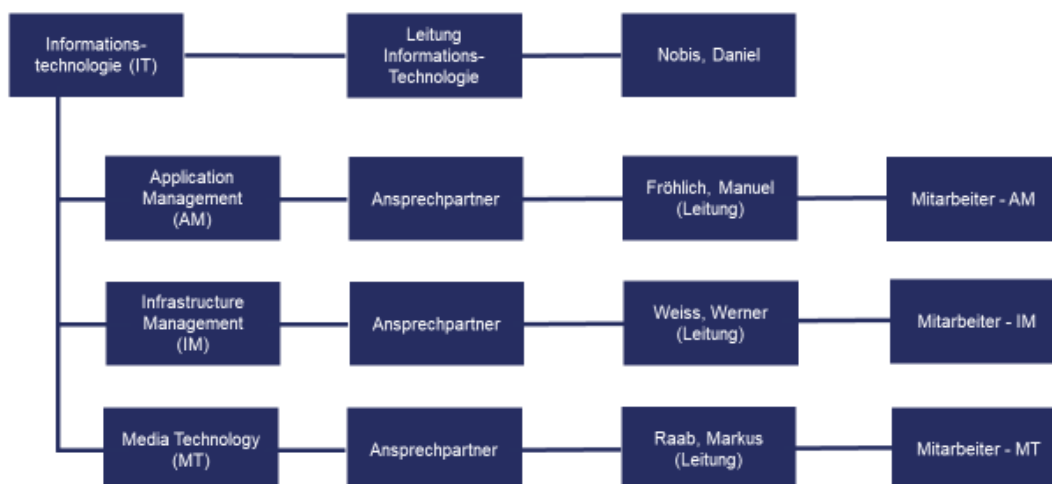 Informations-
technologie (IT)
Leitung
Informations-
Technologie
Nobis, Daniel
Application
Management
(AM)
Ansprechpartner
Fröhlich, Manuel
(Leitung)
Mitarbeiter - AM
Infrastructure
Management
(IM)
Ansprechpartner
Weiss, Werner
(Leitung)
Mitarbeiter - IM
Media Technology
(MT)
Ansprechpartner
Raab, Markus
(Leitung)
Mitarbeiter - MT